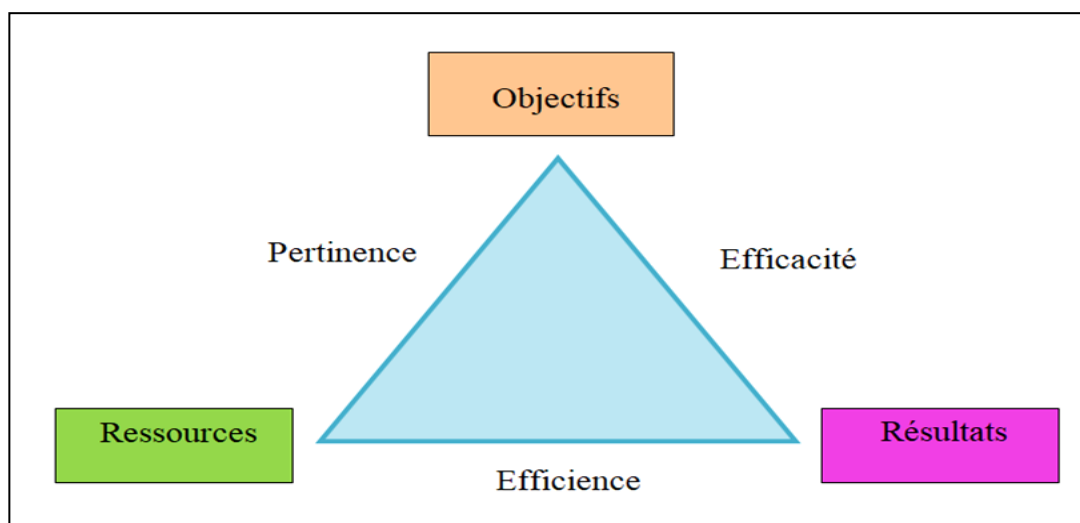 Objectifs
Pertinence
Efficacité
Ressources
Résultats
Efficience